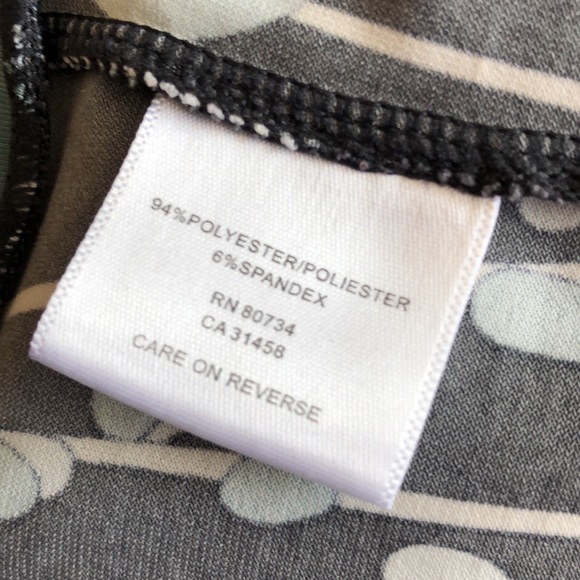 94%POLYESTER/POLIESTER
6%SPANDEX
RN 80734
CA 31458
CARE ON REVERSE